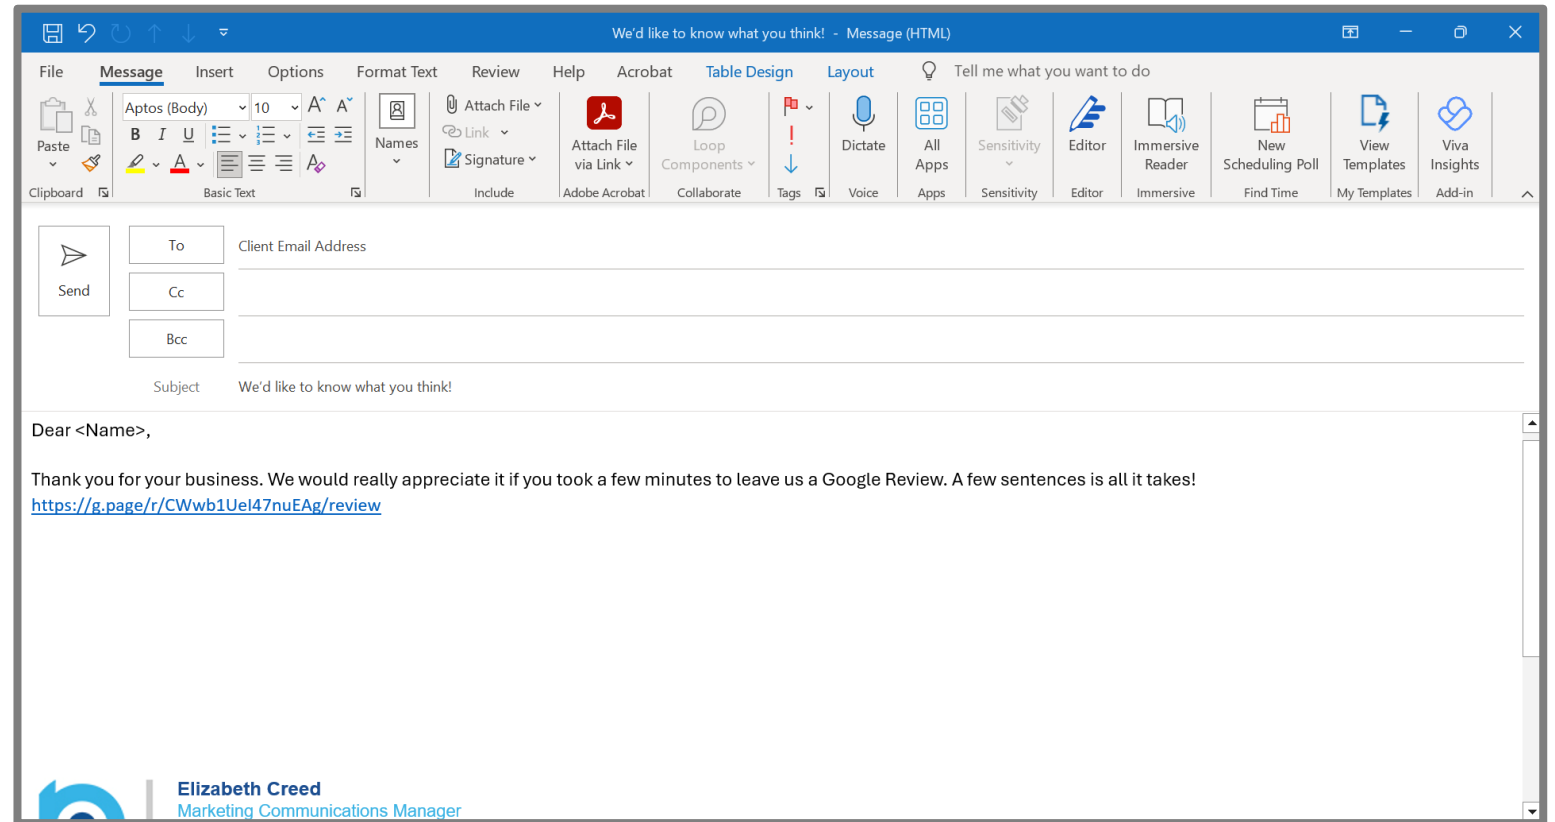 We'd like to know what you think! - Message (HTML)
File Message Insert Options Format Text Review Help Acrobat Table Design Layout Tell me what you want to do
Paste
Clipboard
Aptos (Body) 10
B I U
A
Basic Text
Names
Attach File
Link
Signature
Include
Attach File
via Link
Adobe Acrobat
Loop
Components
Collaborate
Tags
Dictate
Voice
All
Apps
Apps
Sensitivity
Sensitivity
Editor
Editor
Immersive
Reader
Immersive
New
Scheduling Poll
Find Time
View
Templates
My Templates
Viva
Insights
Add-in
Send
To Client Email Address
Cc
Bcc
Subject We'd like to know what you think!
Dear <Name>,
Thank you for your business. We would really appreciate it if you took a few minutes to leave us a Google Review. A few sentences is all it takes!
https://g.page/r/CWwb1UeI47nuEAg/review
Elizabeth Creed
Marketing Communications Manager